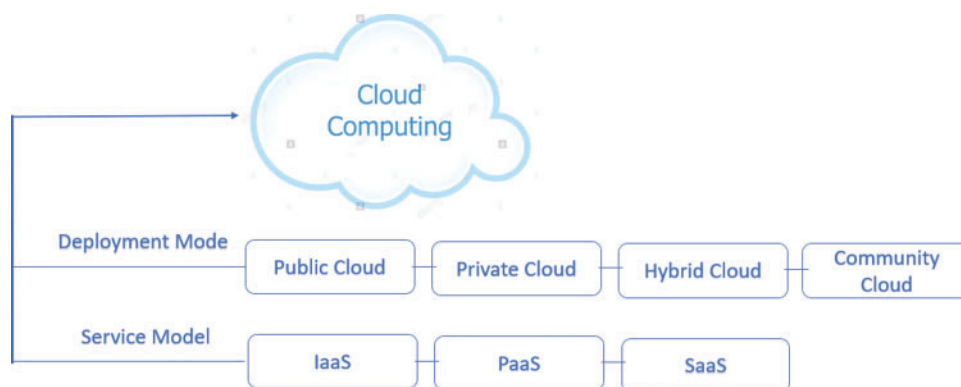 Cloud
Computing
Deployment Mode
Public Cloud
Private Cloud
Hybrid Cloud
Community
Cloud
Service Model
IaaS
PaaS
SaaS